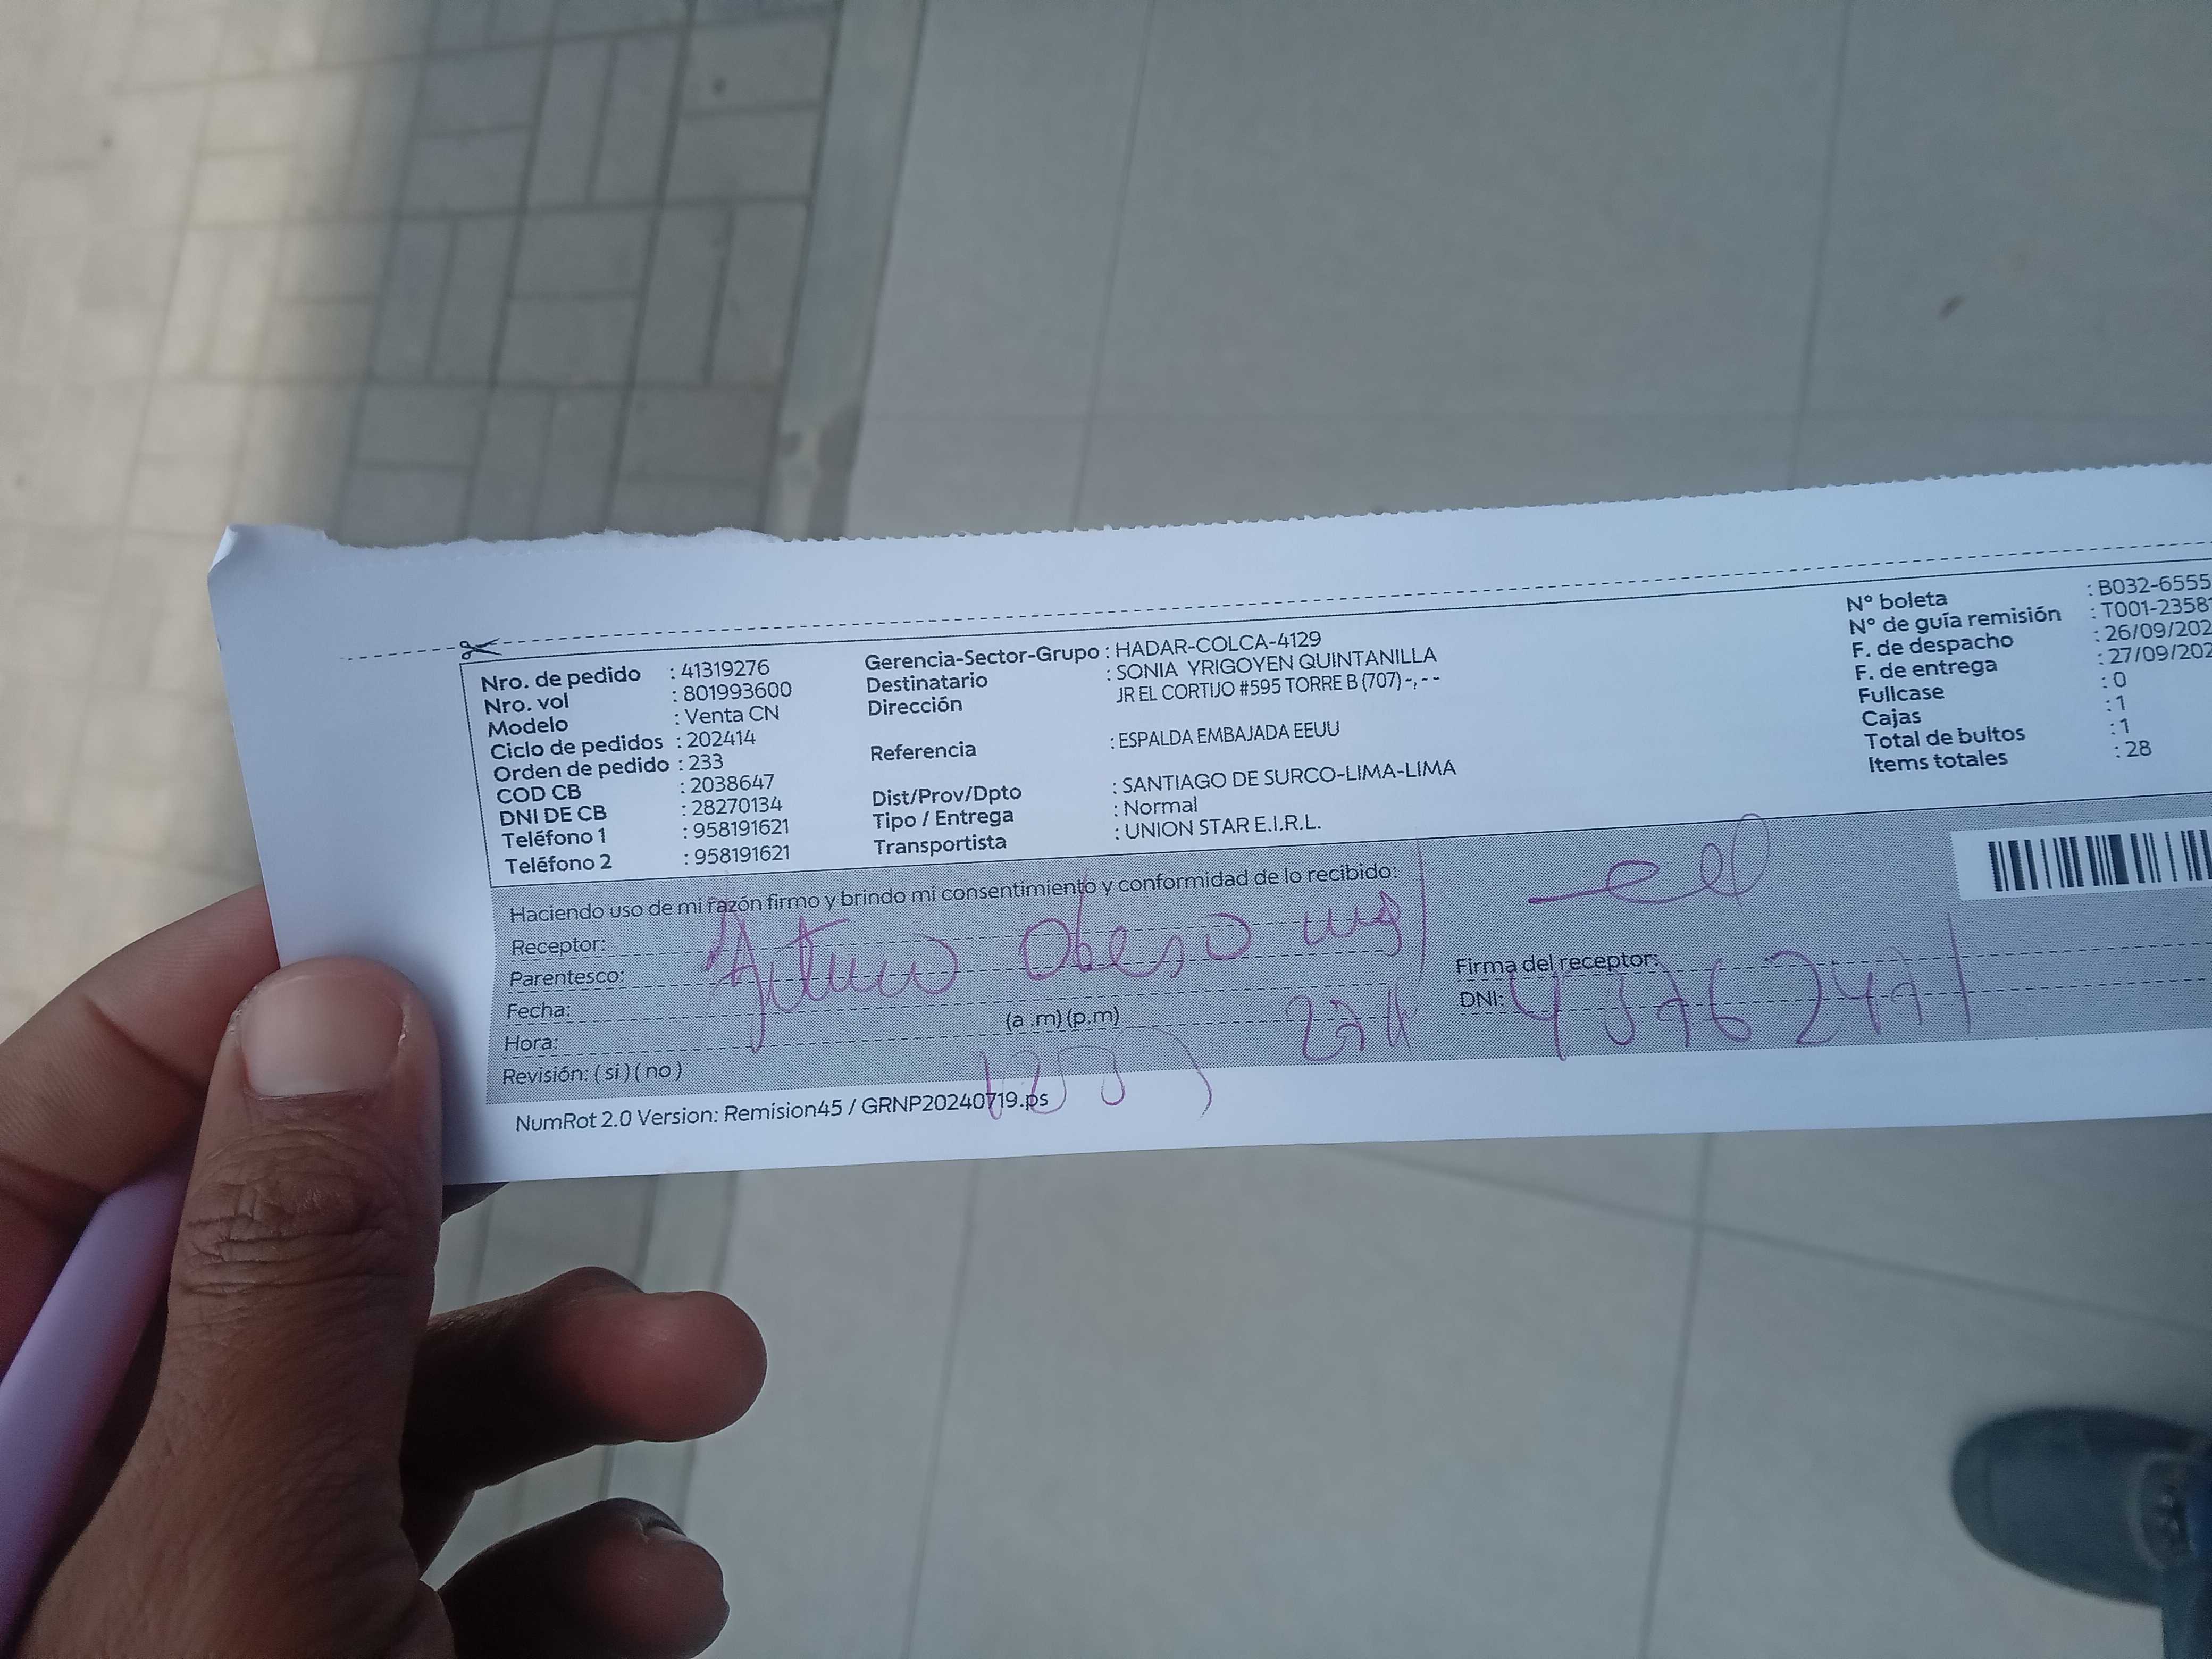 Nro. de pedido : 41319276
Nro. vol : 801993600
Modelo : Venta CN
Ciclo de pedidos : 202414
Orden de pedido : 233
COD CB : 2038647
DNI DE CB : 28270134
Teléfono 1 : 958191621
Teléfono 2 : 958191621
Gerencia-Sector-Grupo : HADAR-COLCA-4129
Destinatario : SONIA YRIGOYEN QUINTANILLA
Dirección JR EL CORTIJO #595 TORRE B (707) -, - -
Referencia : ESPALDA EMBAJADA EEUU
Dist/Prov/Dpto : SANTIAGO DE SURCO-LIMA-LIMA
Tipo / Entrega : Normal
Transportista : UNION STAR E.I.R.L.
N° boleta : B032-6555
N° de guía remisión : T001-2358
F. de despacho : 26/09/202
F. de entrega : 27/09/202
Fullcase : 0
Cajas : 1
Total de bultos : 1
Items totales : 28
Haciendo uso de mi razón firmo y brindo mi consentimiento y conformidad de lo recibido:
Receptor:
Parentesco: Arturo Obeso
Fecha:
Hora: (a .m) (p.m)
Revisión: ( si ) ( no )
Firma del receptor:
DNI:
NumRot 2.0 Version: Remision45 / GRNP20240719.ps